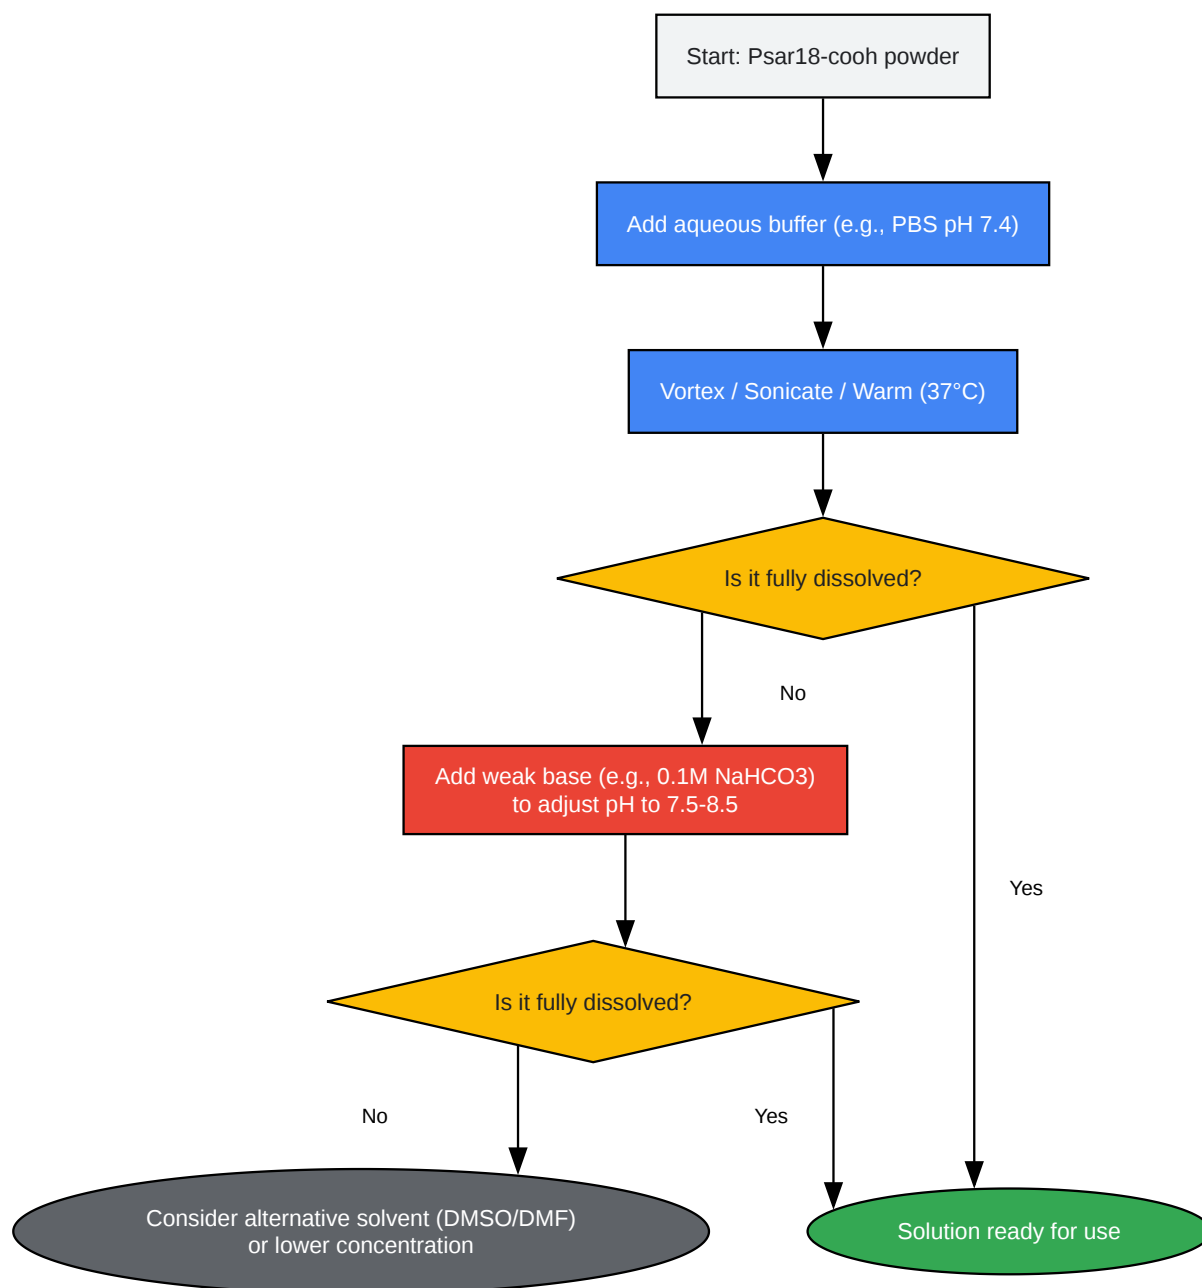 Start: Psar18-cooh powder
Add aqueous buffer (e.g., PBS pH 7.4)
Vortex / Sonicate / Warm (37°C)
Is it fully dissolved?
No
Add weak base (e.g., 0.1M NaHCO3)
to adjust pH to 7.5-8.5
Yes
Is it fully dissolved?
No
Yes
Consider alternative solvent (DMSO/DMF)
or lower concentration
Solution ready for use